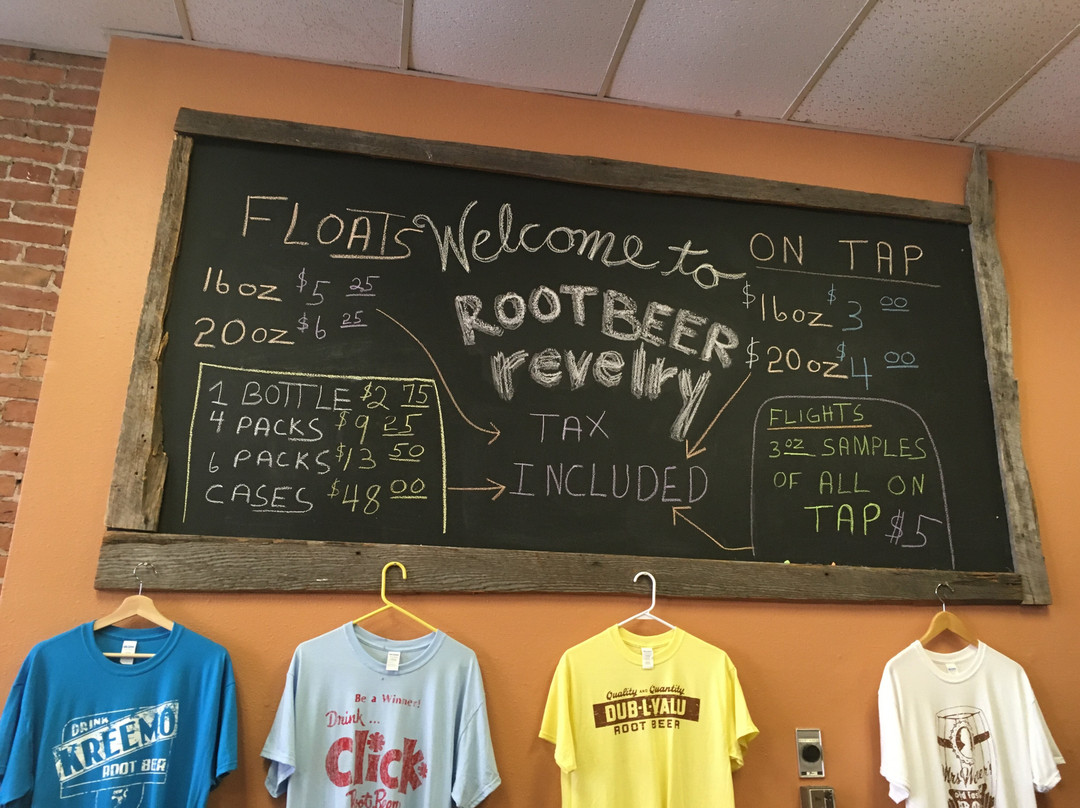 Welcome to
ROOTBEER
revelry
FLOATS
16oz $5 25
20oz $6 25
1 BOTTLE $2 75
4 PACKS $9 25
6 PACKS $13 50
CASES $48 00
TAX
INCLUDED
ON TAP
$16oz $3 00
$20oz $4 00
FLIGHTS
3oz SAMPLES
OF ALL ON
TAP $5
DRINK
KREEMO
ROOT BEER
Be a Winner!
Drink...
Click
Root Beer
Quality AND Quantity
DUB-L-VALU
ROOT BEER